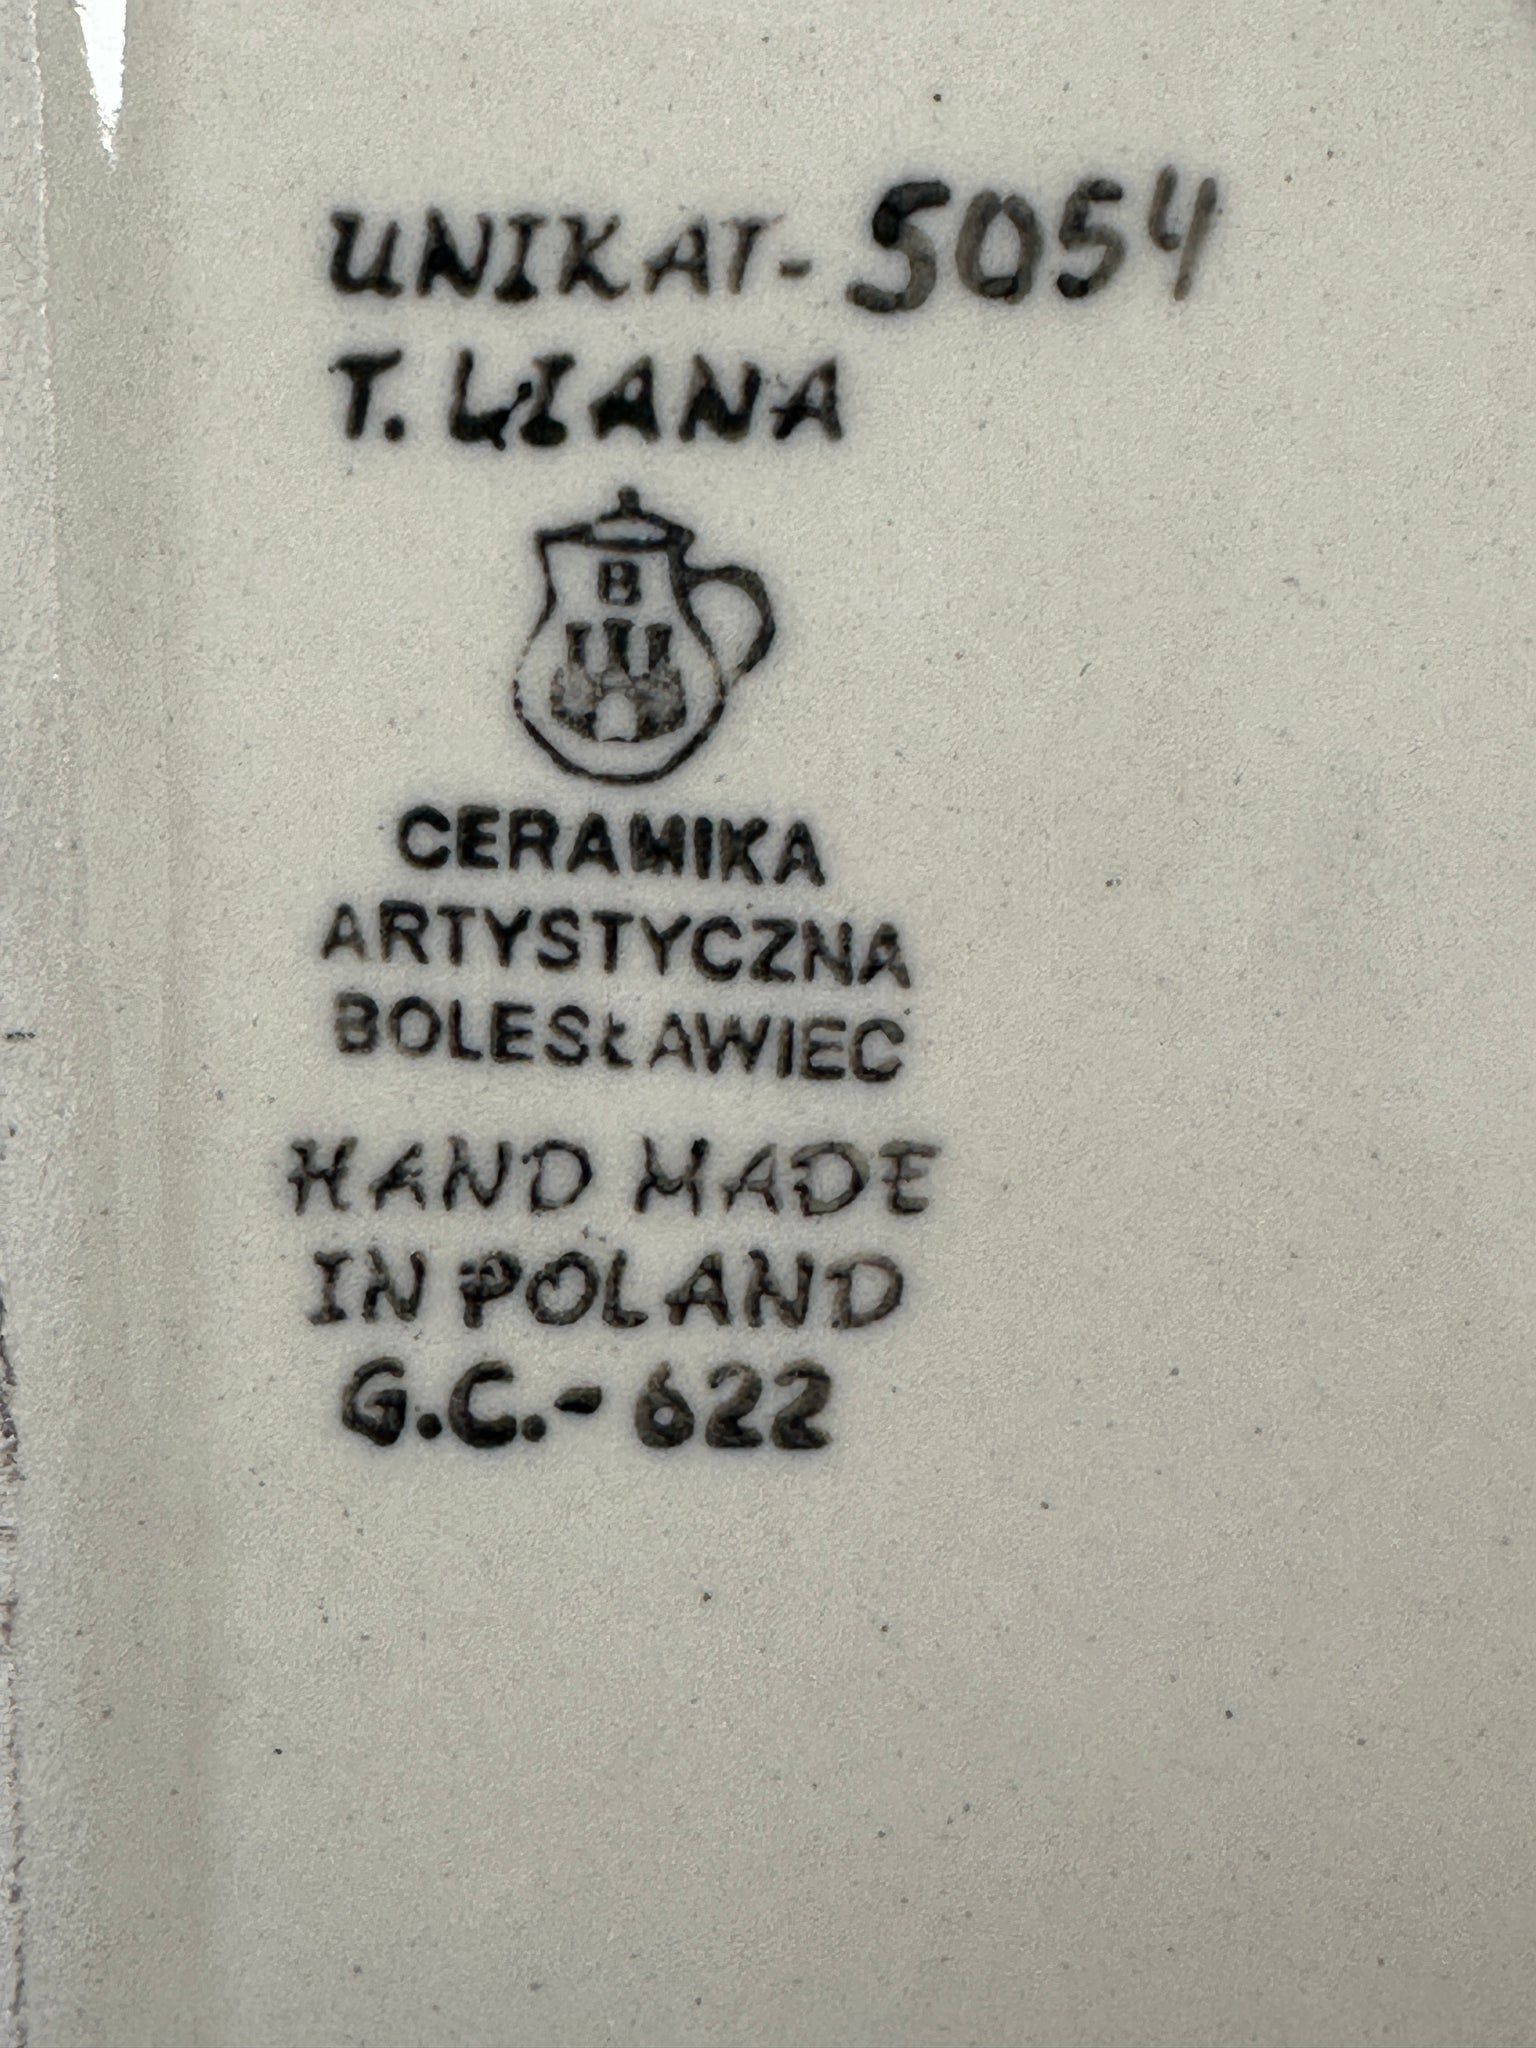 UNIKAT-5054
T. LIANA
B
CERAMIKA
ARTYSTYCZNA
BOLESŁAWIEC
HAND MADE
IN POLAND
G.C.-622